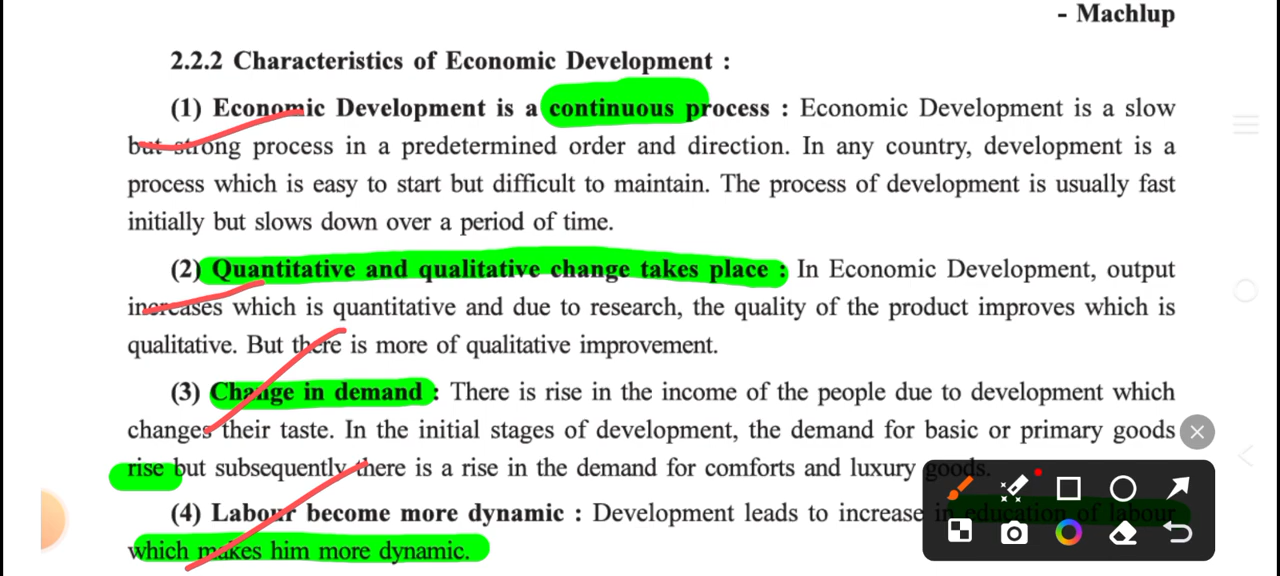 - Machlup
2.2.2 Characteristics of Economic Development :
(1) Economic Development is a continuous process : Economic Development is a slow
but strong process in a predetermined order and direction. In any country, development is a
process which is easy to start but difficult to maintain. The process of development is usually fast
initially but slows down over a period of time.
(2) Quantitative and qualitative change takes place : In Economic Development, output
increases which is quantitative and due to research, the quality of the product improves which is
qualitative. But there is more of qualitative improvement.
(3) Change in demand : There is rise in the income of the people due to development which
changes their taste. In the initial stages of development, the demand for basic or primary goods
rise but subsequently there is a rise in the demand for comforts and luxury goods.
(4) Labour become more dynamic : Development leads to increase in education of labour
which makes him more dynamic.